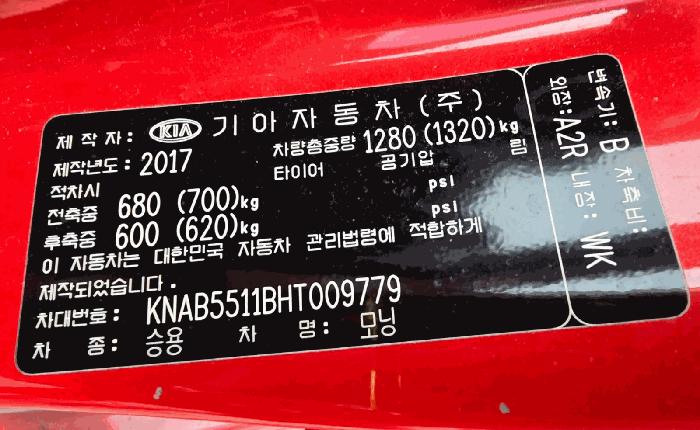 제 작 자: KIA 기 아 자 동 차 (주)
제작년도: 2017 차량총중량 1280 (1320)kg
적차시 타이어 공기압 림
전축중 680 (700)kg psi
후축중 600 (620)kg psi
이 자동차는 대한민국 자동차 관리법령에 적합하게
제작되었습니다.
차대번호: KNAB5511BHT009779
차 종: 승용 차 명: 모닝
변속기: B 차축비:
외장: A2R 내장: WK